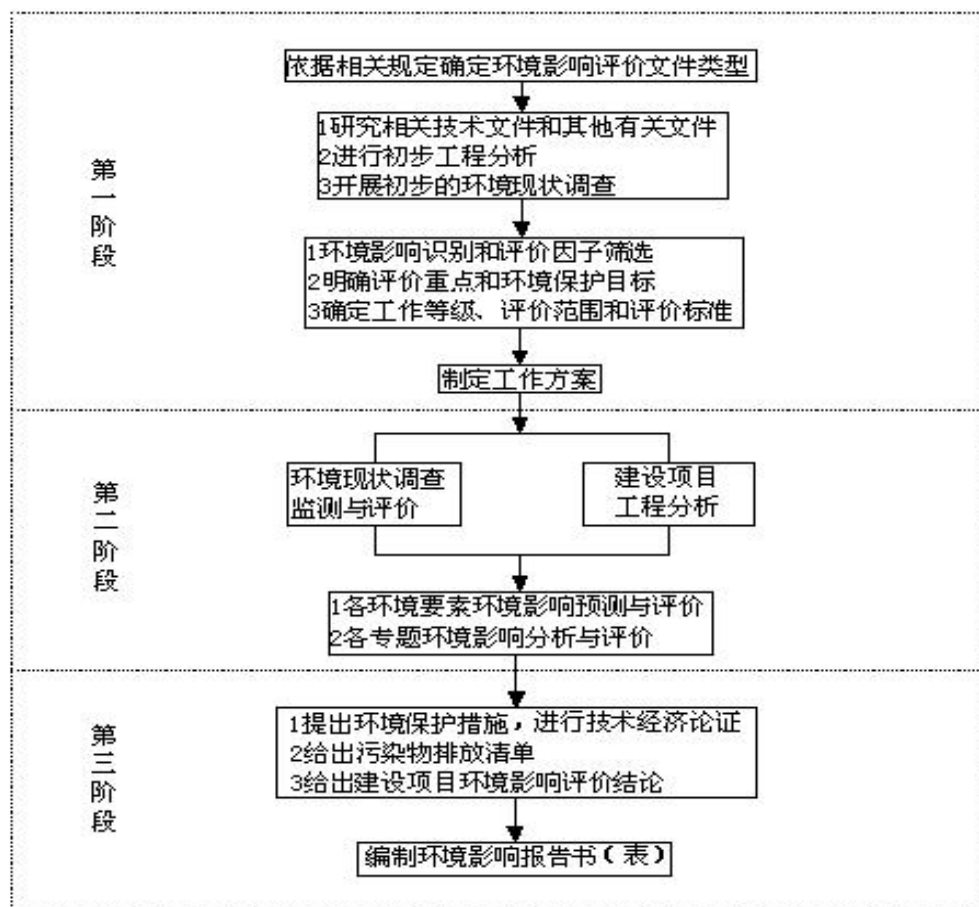 依据相关规定确定环境影响评价文件类型
1研究相关技术文件和其他有关文件
2进行初步工程分析
3开展初步的环境现状调查
第一阶段
1环境影响识别和评价因子筛选
2明确评价重点和环境保护目标
3确定工作等级、评价范围和评价标准
制定工作方案
第二阶段
环境现状调查
监测与评价
建设项目
工程分析
1各环境要素环境影响预测与评价
2各专题环境影响分析与评价
第三阶段
1提出环境保护措施，进行技术经济论证
2给出污染物排放清单
3给出建设项目环境影响评价结论
编制环境影响报告书（表）